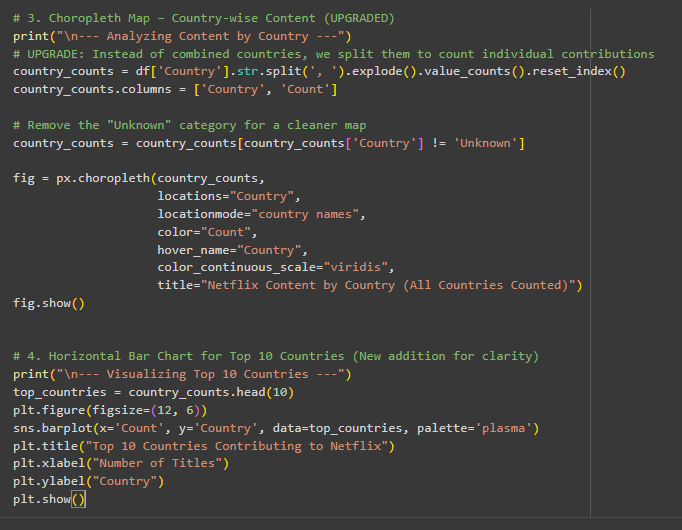 # 3. Choropleth Map – Country-wise Content (UPGRADED)
print("\n--- Analyzing Content by Country ---")
# UPGRADE: Instead of combined countries, we split them to count individual contributions
country_counts = df['Country'].str.split(', ').explode().value_counts().reset_index()
country_counts.columns = ['Country', 'Count']

# Remove the "Unknown" category for a cleaner map
country_counts = country_counts[country_counts['Country'] != 'Unknown']

fig = px.choropleth(country_counts,
                    locations="Country",
                    locationmode="country names",
                    color="Count",
                    hover_name="Country",
                    color_continuous_scale="viridis",
                    title="Netflix Content by Country (All Countries Counted)")
fig.show()

# 4. Horizontal Bar Chart for Top 10 Countries (New addition for clarity)
print("\n--- Visualizing Top 10 Countries ---")
top_countries = country_counts.head(10)
plt.figure(figsize=(12, 6))
sns.barplot(x='Count', y='Country', data=top_countries, palette='plasma')
plt.title("Top 10 Countries Contributing to Netflix")
plt.xlabel("Number of Titles")
plt.ylabel("Country")
plt.show()